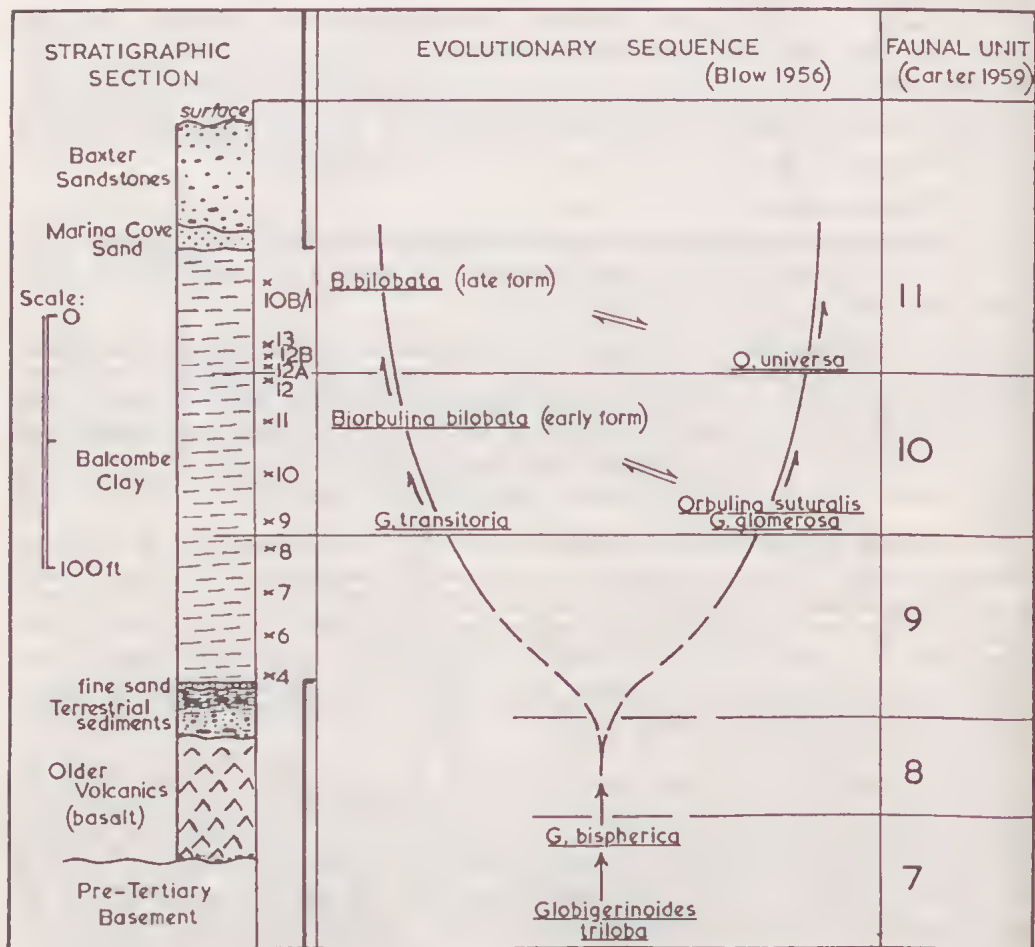 STRATIGRAPHIC
SECTION
EVOLUTIONARY SEQUENCE
(Blow 1956)
FAUNAL UNIT
(Carter 1959)
surface
Baxter
Sandstones
Marina Cove
Sand
Scale:
0
100ft
Balcombe
Clay
fine sand
Terrestrial
sediments
Older
Volcanics
(basalt)
Pre-Tertiary
Basement
10B/1
13
12B
12A
12
11
10
9
8
7
6
4
B. bilobata (late form)
O. universa
Biorbulina bilobata (early form)
G. transitoria
Orbulina suturalis
G. glomerosa
G. bispherica
Globigerinoides
triloba
11
10
9
8
7